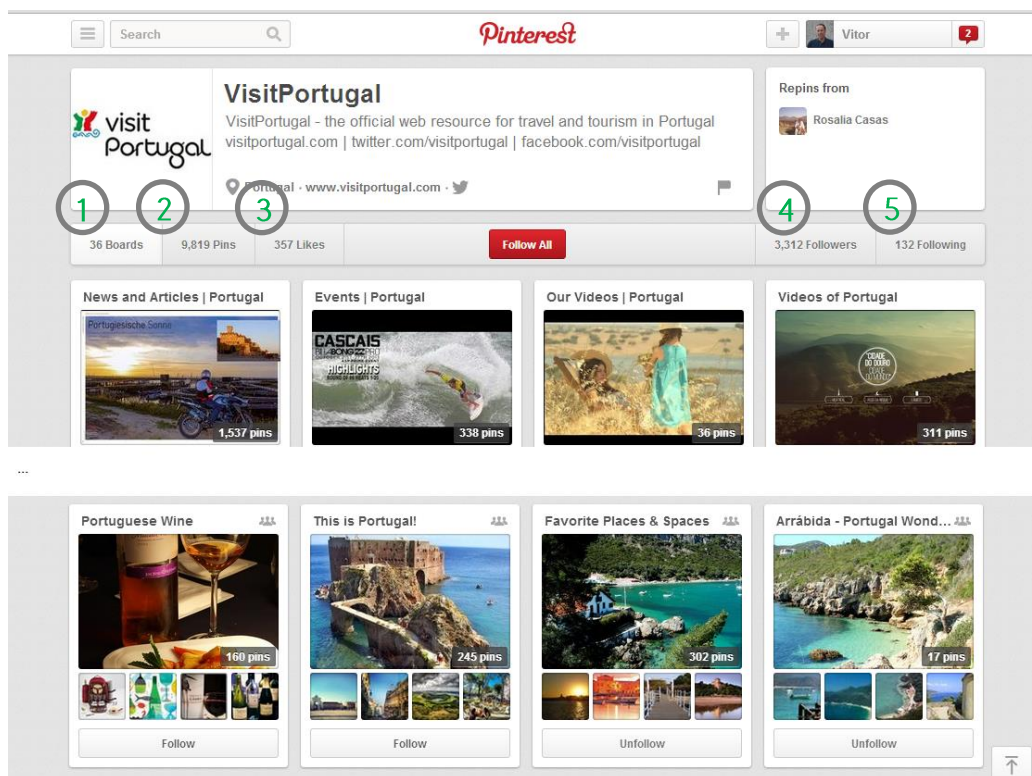 Search
Pinterest
+
Vitor
2
visit
Portugal
VisitPortugal
VisitPortugal - the official web resource for travel and tourism in Portugal
visitportugal.com | twitter.com/visitportugal | facebook.com/visitportugal
Portugal · www.visitportugal.com ·
Repins from
Rosalia Casas
1
2
3
4
5
36 Boards
9,819 Pins
357 Likes
Follow All
3,312 Followers
132 Following
News and Articles | Portugal
Events | Portugal
Our Videos | Portugal
Videos of Portugal
Portugiesische Sonne
CASCAIS
BILLABONG PRO
HIGHLIGHTS
"CIDADE
DO DOURO
CIDADE
DO MUNDO"
1,537 pins
338 pins
36 pins
311 pins
...
Portuguese Wine
This is Portugal!
Favorite Places & Spaces
Arrábida - Portugal Wond...
160 pins
245 pins
302 pins
17 pins
Follow
Follow
Unfollow
Unfollow